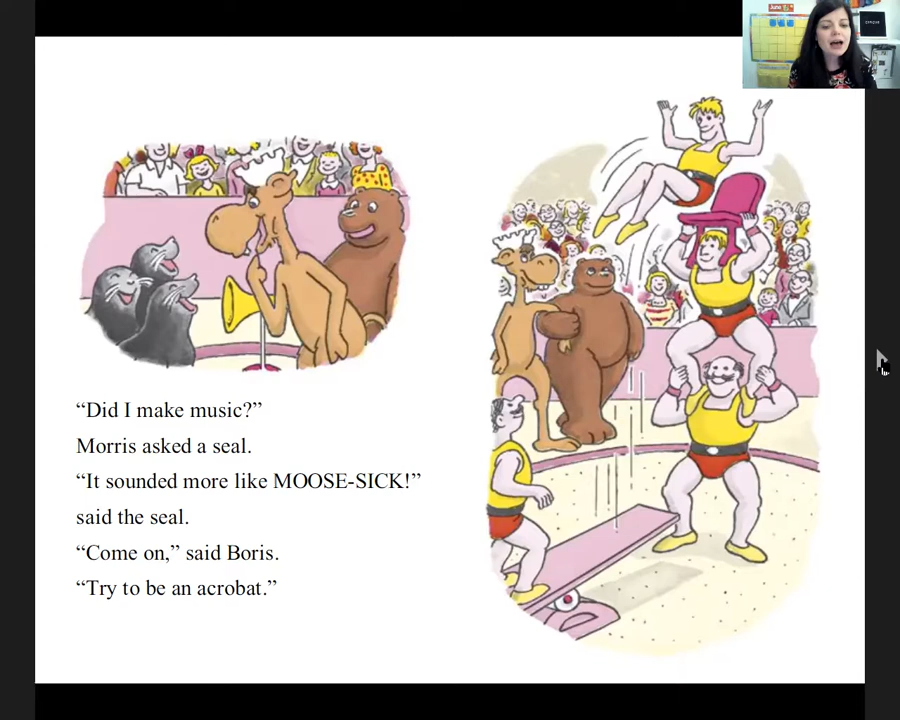 June
“Did I make music?”
Morris asked a seal.
“It sounded more like MOOSE-SICK!”
said the seal.
“Come on,” said Boris.
“Try to be an acrobat.”